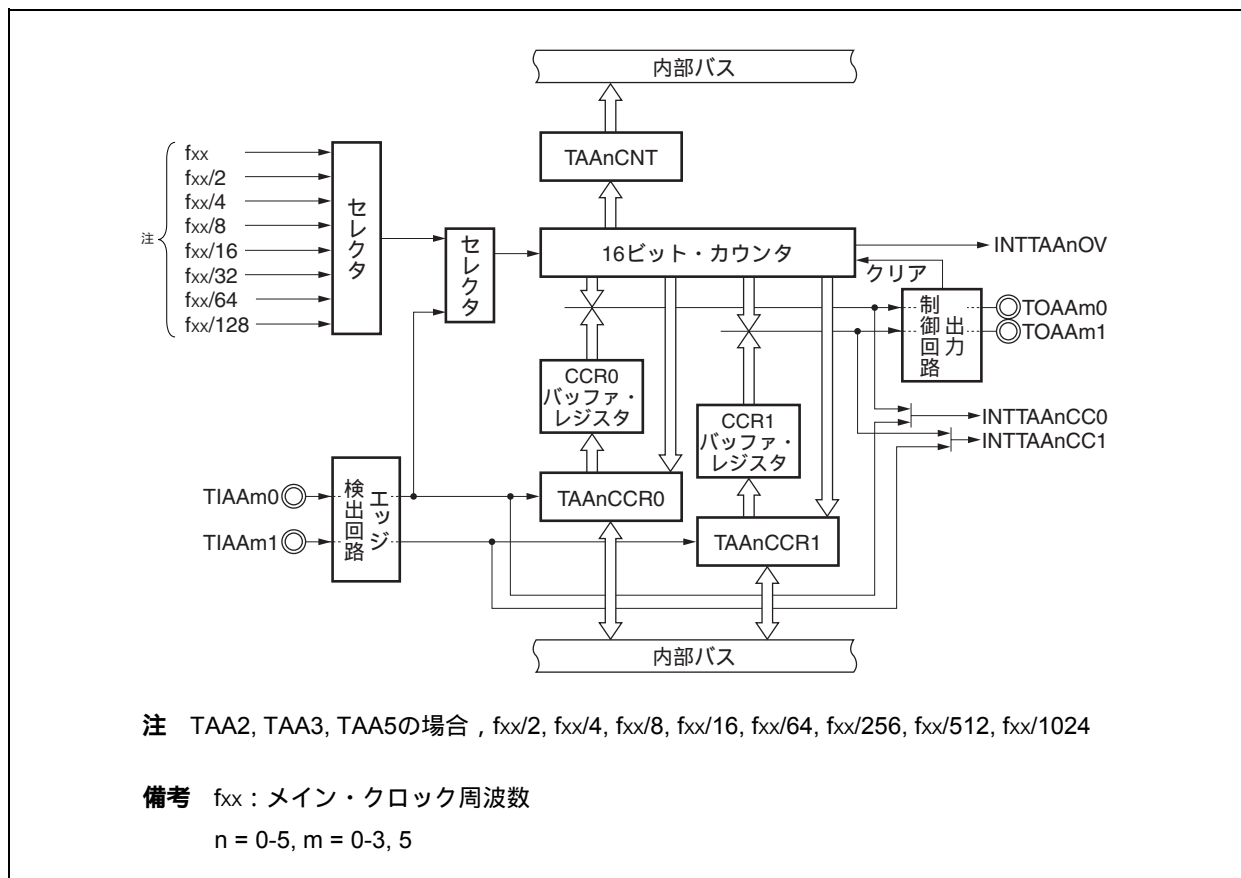 内部バス
TAAnCNT
注
fxx
fxx/2
fxx/4
fxx/8
fxx/16
fxx/32
fxx/64
fxx/128
セレクタ
セレクタ
16ビット・カウンタ
INTTAAnOV
クリア
出力
制御回路
TOAAm0
TOAAm1
CCR0
バッファ・
レジスタ
CCR1
バッファ・
レジスタ
INTTAAnCC0
INTTAAnCC1
TIAAm0
TIAAm1
エッジ
検出回路
TAAnCCR0
TAAnCCR1
内部バス
注 TAA2, TAA3, TAA5の場合，fxx/2, fxx/4, fxx/8, fxx/16, fxx/64, fxx/256, fxx/512, fxx/1024
備考 fxx：メイン・クロック周波数
n = 0-5, m = 0-3, 5